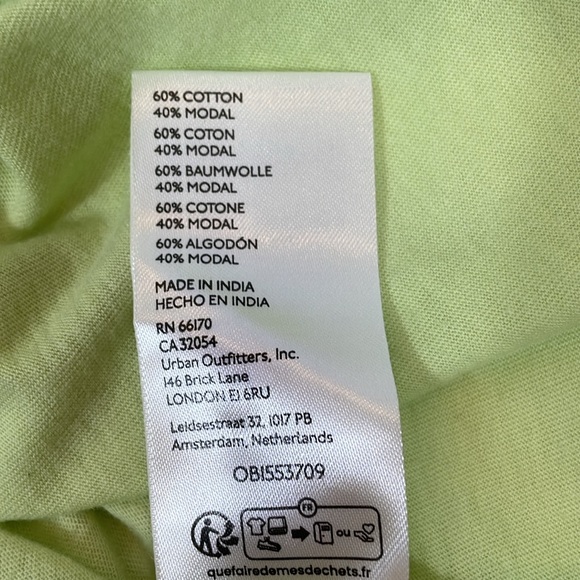 60% COTTON
40% MODAL
60% COTON
40% MODAL
60% BAUMWOLLE
40% MODAL
60% COTONE
40% MODAL
60% ALGODÓN
40% MODAL
MADE IN INDIA
HECHO EN INDIA
RN 66170
CA32054
Urban Outfitters, Inc.
146 Brick Lane
LONDON E1 6RU
Leidsestraat 32, 1017 PB
Amsterdam, Netherlands
OB1553709
FR
ou
quefairedemesdechets.fr